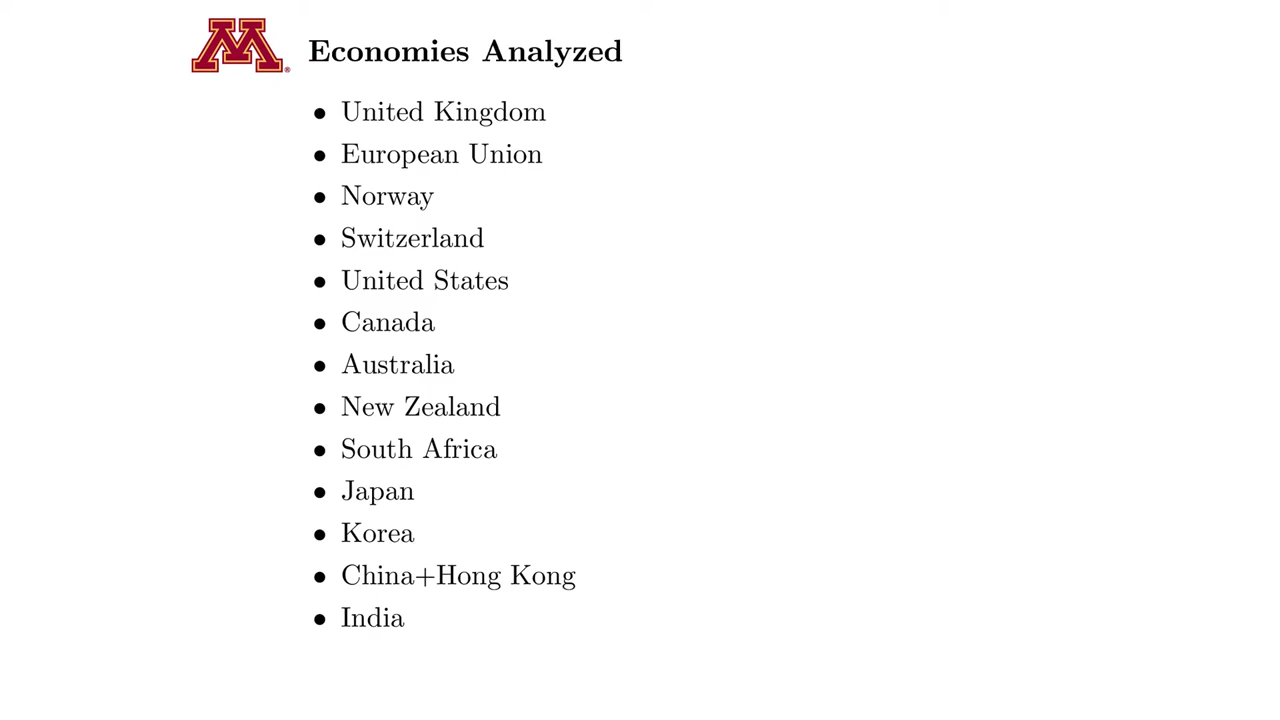 M
Economies Analyzed
• United Kingdom
• European Union
• Norway
• Switzerland
• United States
• Canada
• Australia
• New Zealand
• South Africa
• Japan
• Korea
• China+Hong Kong
• India